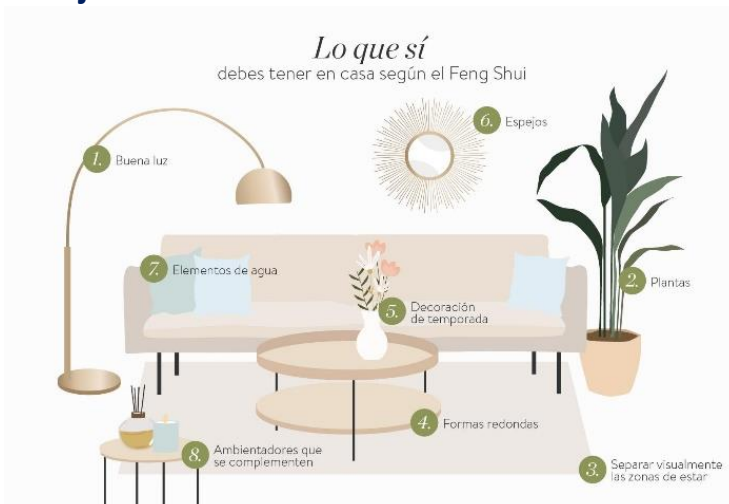 Lo que sí
debes tener en casa según el Feng Shui
6. Espejos
1. Buena luz
7. Elementos de agua
2. Plantas
5. Decoración
de temporada
4. Formas redondas
8. Ambientadores que
se complementen
3. Separar visualmente
las zonas de estar